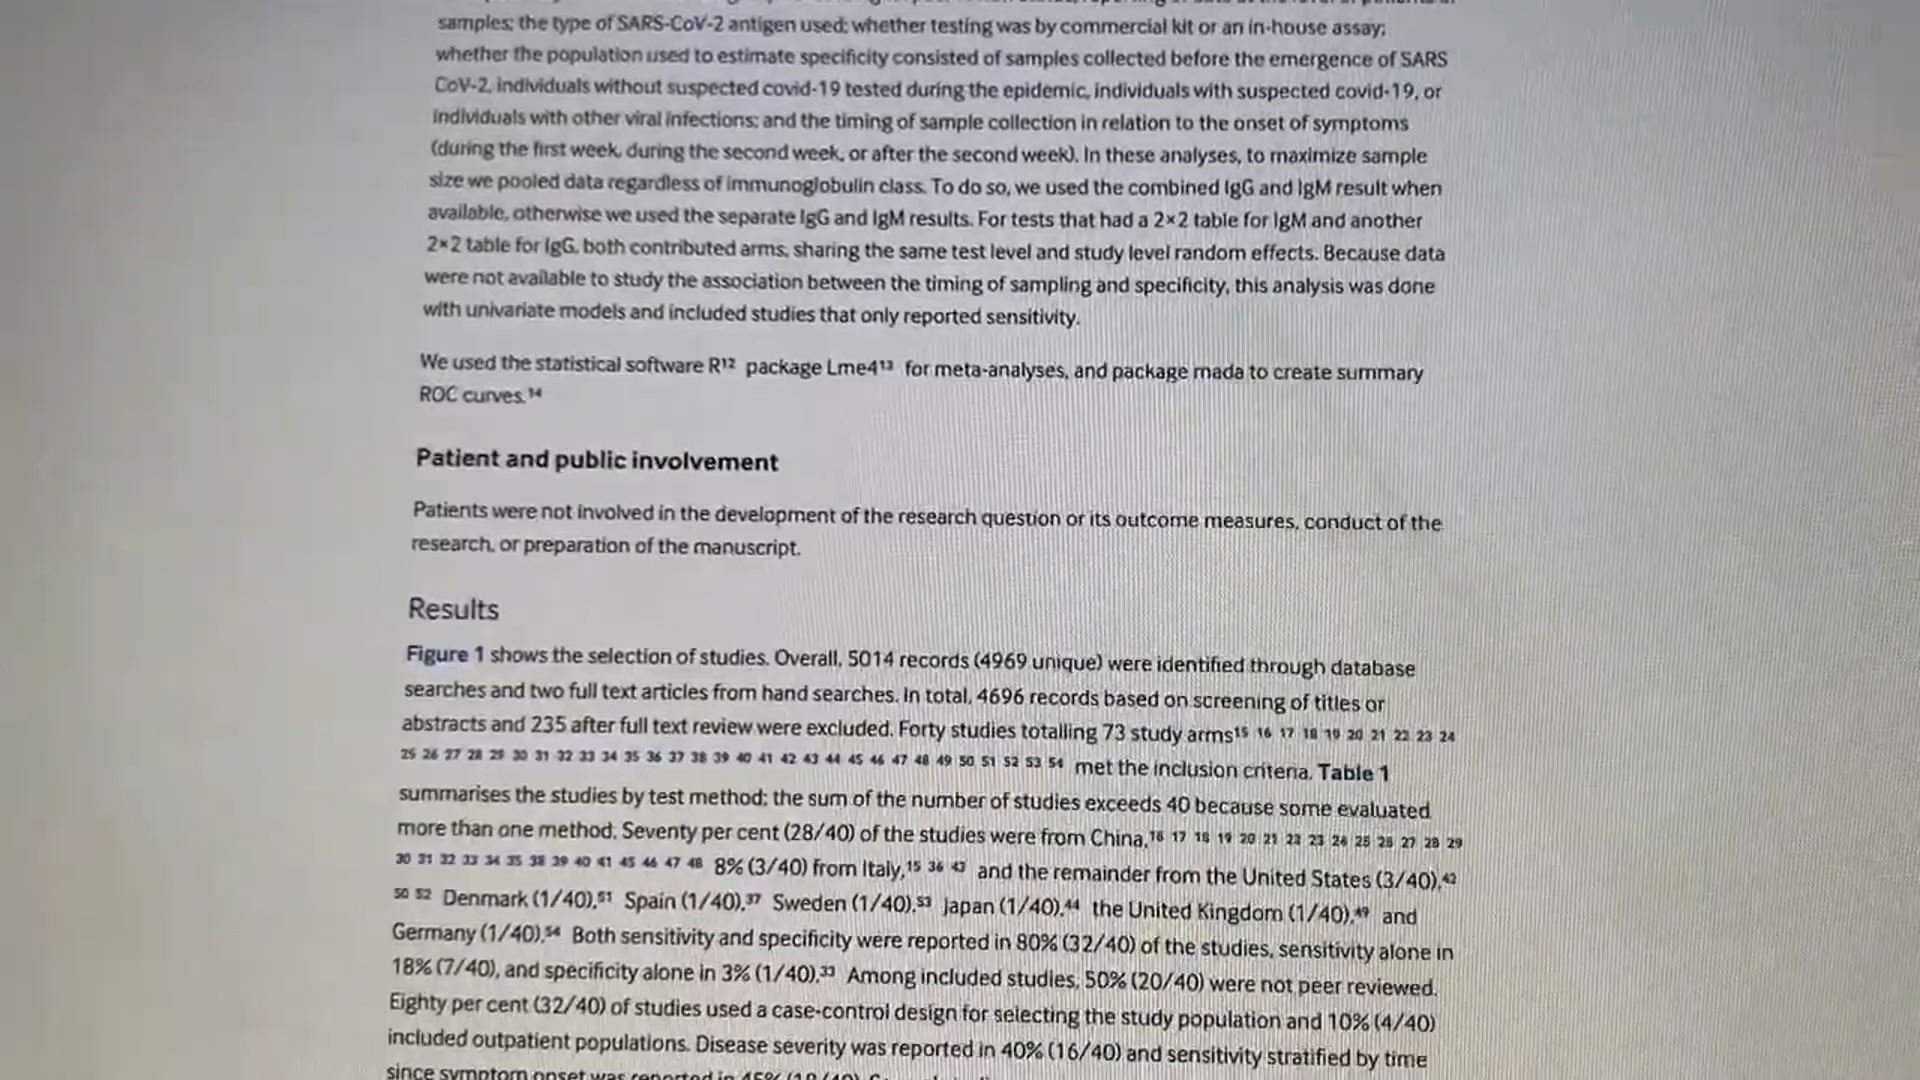 samples; the type of SARS-CoV-2 antigen used; whether testing was by commercial kit or an in-house assay;
whether the population used to estimate specificity consisted of samples collected before the emergence of SARS
CoV-2, individuals without suspected covid-19 tested during the epidemic, individuals with suspected covid-19, or
individuals with other viral infections; and the timing of sample collection in relation to the onset of symptoms
(during the first week, during the second week, or after the second week). In these analyses, to maximize sample
size we pooled data regardless of immunoglobulin class. To do so, we used the combined IgG and IgM result when
available, otherwise we used the separate IgG and IgM results. For tests that had a 2×2 table for IgM and another
2×2 table for IgG, both contributed arms, sharing the same test level and study level random effects. Because data
were not available to study the association between the timing of sampling and specificity, this analysis was done
with univariate models and included studies that only reported sensitivity.
We used the statistical software R12 package Lme413 for meta-analyses, and package mada to create summary
ROC curves.14
Patient and public involvement
Patients were not involved in the development of the research question or its outcome measures, conduct of the
research, or preparation of the manuscript.
Results
Figure 1 shows the selection of studies. Overall, 5014 records (4969 unique) were identified through database
searches and two full text articles from hand searches. In total, 4696 records based on screening of titles or
abstracts and 235 after full text review were excluded. Forty studies totalling 73 study arms15 16 17 18 19 20 21 22 23 24
25 26 27 28 29 30 31 32 33 34 35 36 37 38 39 40 41 42 43 44 45 46 47 48 49 50 51 52 53 54 met the inclusion criteria. Table 1
summarises the studies by test method; the sum of the number of studies exceeds 40 because some evaluated
more than one method. Seventy per cent (28/40) of the studies were from China,16 17 18 19 20 21 22 23 24 25 26 27 28 29
30 31 32 33 34 35 38 39 40 41 45 46 47 48 8% (3/40) from Italy,15 36 43 and the remainder from the United States (3/40),42
50 52 Denmark (1/40),51 Spain (1/40),37 Sweden (1/40),53 Japan (1/40),44 the United Kingdom (1/40),49 and
Germany (1/40).54 Both sensitivity and specificity were reported in 80% (32/40) of the studies, sensitivity alone in
18% (7/40), and specificity alone in 3% (1/40).33 Among included studies, 50% (20/40) were not peer reviewed.
Eighty per cent (32/40) of studies used a case-control design for selecting the study population and 10% (4/40)
included outpatient populations. Disease severity was reported in 40% (16/40) and sensitivity stratified by time
since symptom onset was reported in 45% (18/40)